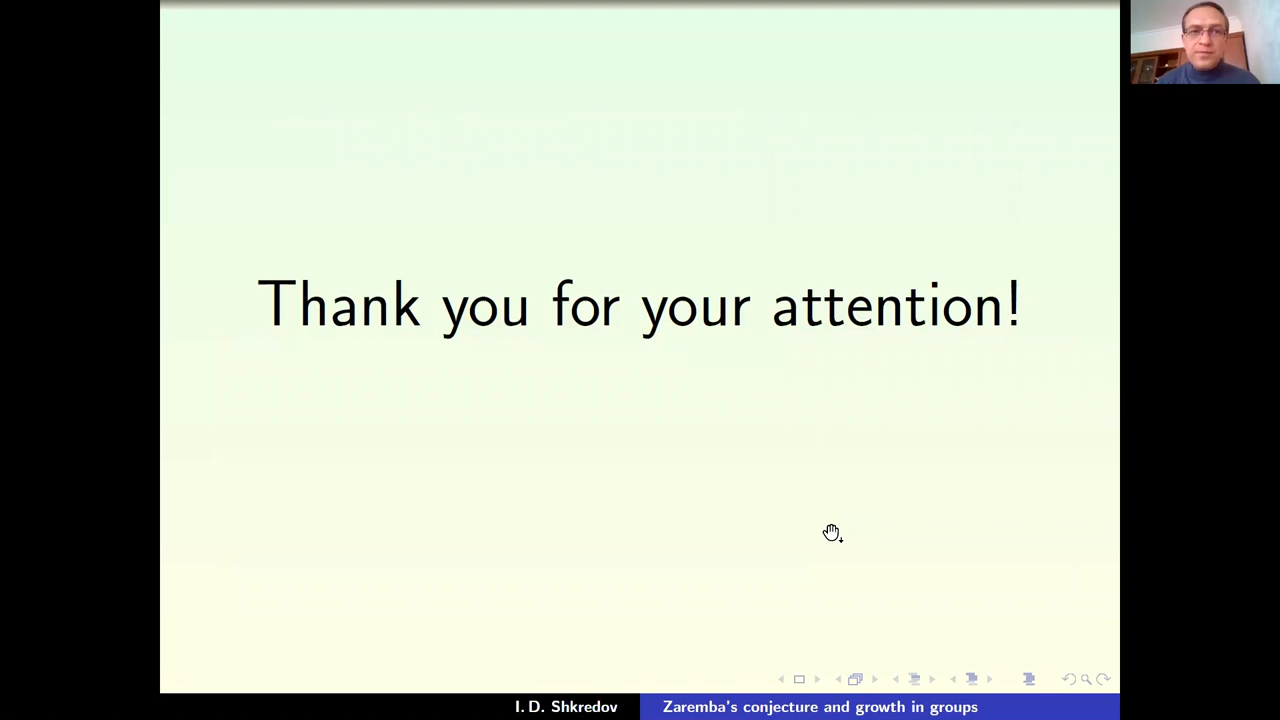 Thank you for your attention!
I. D. Shkredov
Zaremba's conjecture and growth in groups